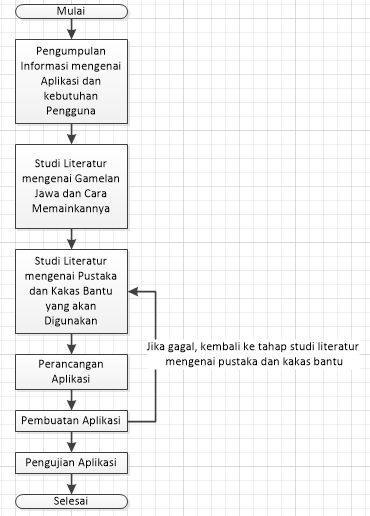 Mulai
Pengumpulan
Informasi mengenai
Aplikasi dan
kebutuhan
Pengguna
Studi Literatur
mengenai Gamelan
Jawa dan Cara
Memainkannya
Studi Literatur
mengenai Pustaka
dan Kakas Bantu
yang akan
Digunakan
Jika gagal, kembali ke tahap studi literatur
mengenai pustaka dan kakas bantu
Perancangan
Aplikasi
Pembuatan Aplikasi
Pengujian Aplikasi
Selesai